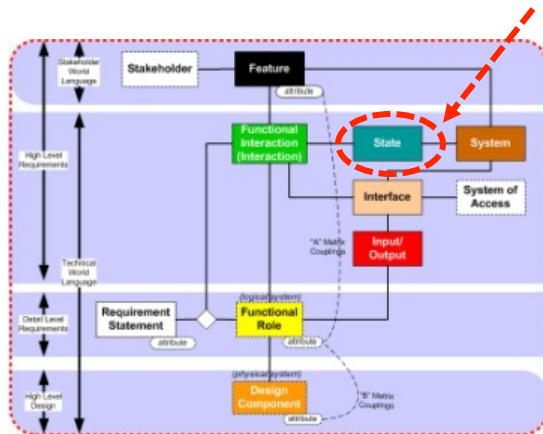 Stakeholder
World
Language
Stakeholder
Feature
attribute
High Level
Requirements
Technical
World
Language
Functional
Interaction
(Interaction)
State
System
Interface
System of
Access
"A" Matrix
Couplings
Input/
Output
Detail Level
Requirements
Requirement
Statement
attribute
(logical system)
Functional
Role
attribute
High Level
Design
(physical system)
Design
Component
attribute
"B" Matrix
Couplings